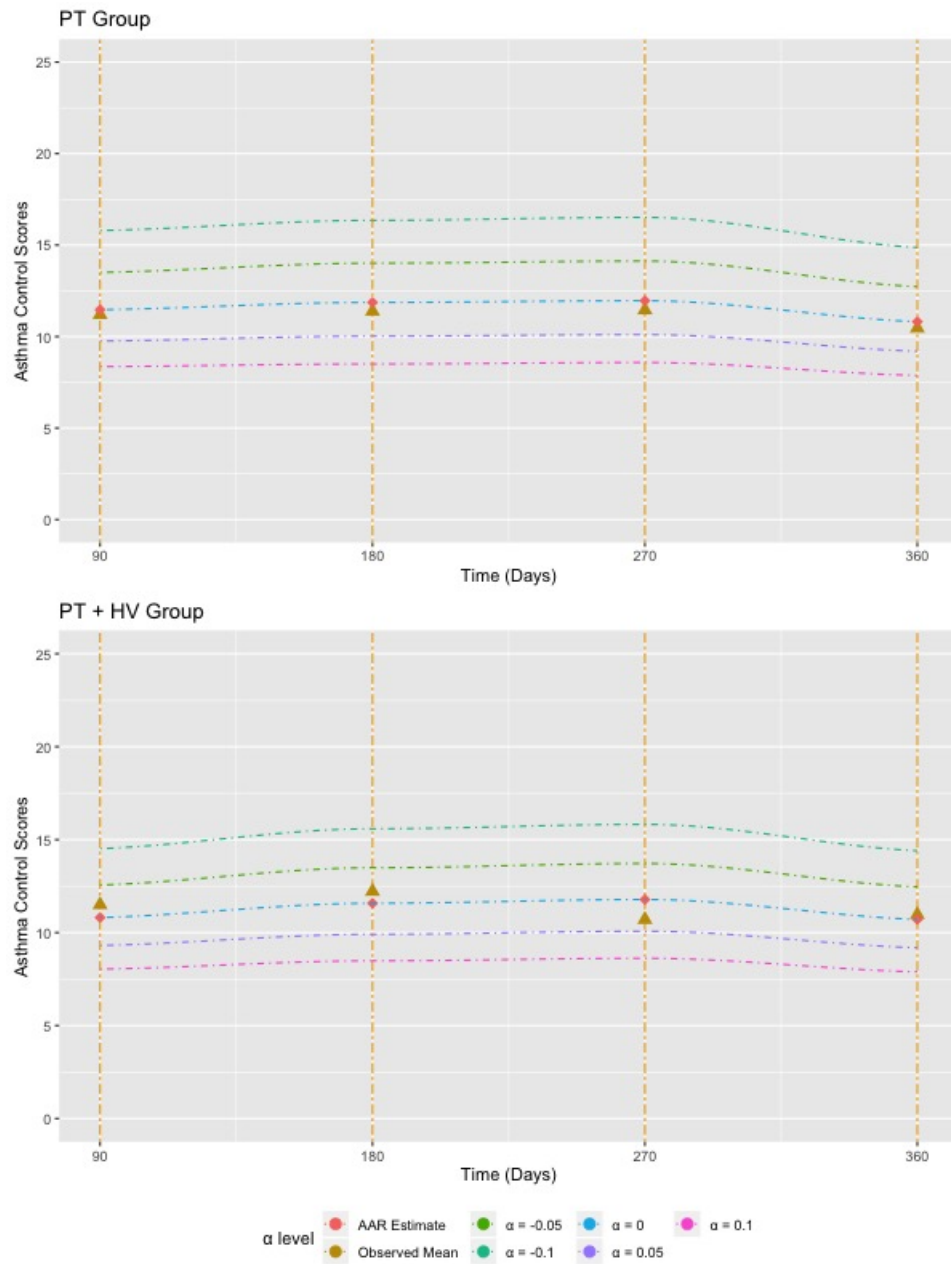 PT Group
25
20
15
10
5
0
Asthma Control Scores
90 180 270 360
Time (Days)
PT + HV Group
25
20
15
10
5
0
Asthma Control Scores
90 180 270 360
Time (Days)
α level
AAR Estimate α = -0.05 α = 0 α = 0.1
Observed Mean α = -0.1 α = 0.05